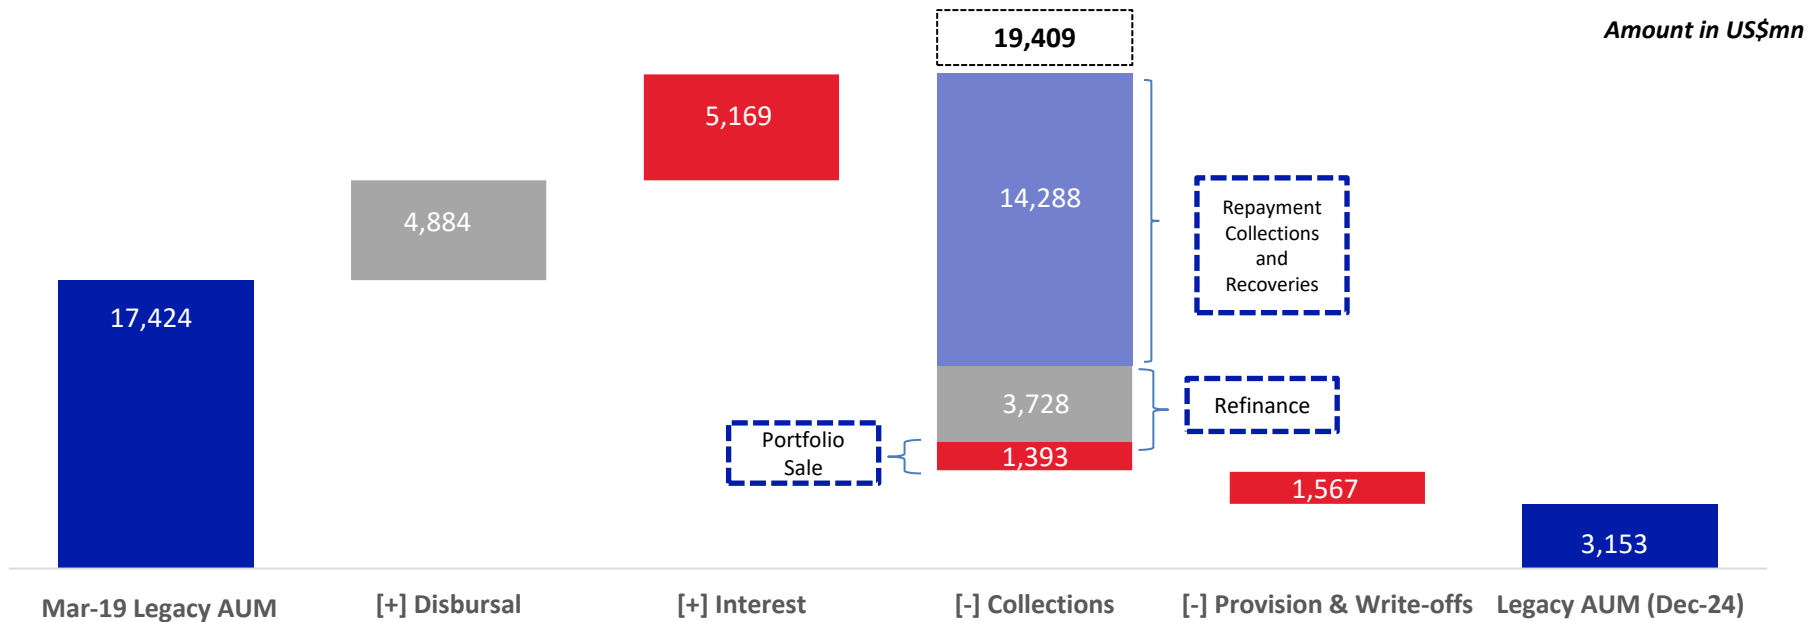 Amount in US$mn
19,409
5,169
14,288
4,884
Repayment
Collections
and
Recoveries
17,424
3,728
Refinance
Portfolio
Sale
1,393
1,567
3,153
Mar-19 Legacy AUM
[+] Disbursal
[+] Interest
[-] Collections
[-] Provision & Write-offs
Legacy AUM (Dec-24)